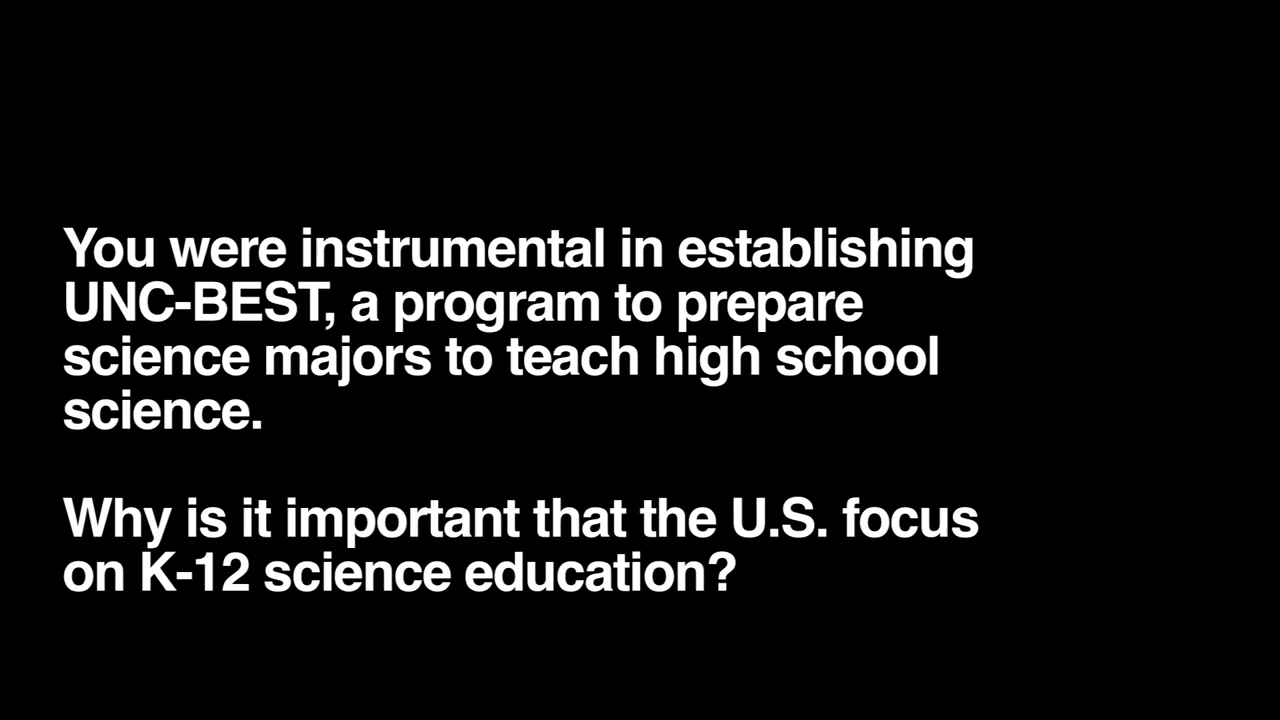 You were instrumental in establishing
UNC-BEST, a program to prepare
science majors to teach high school
science.
Why is it important that the U.S. focus
on K-12 science education?